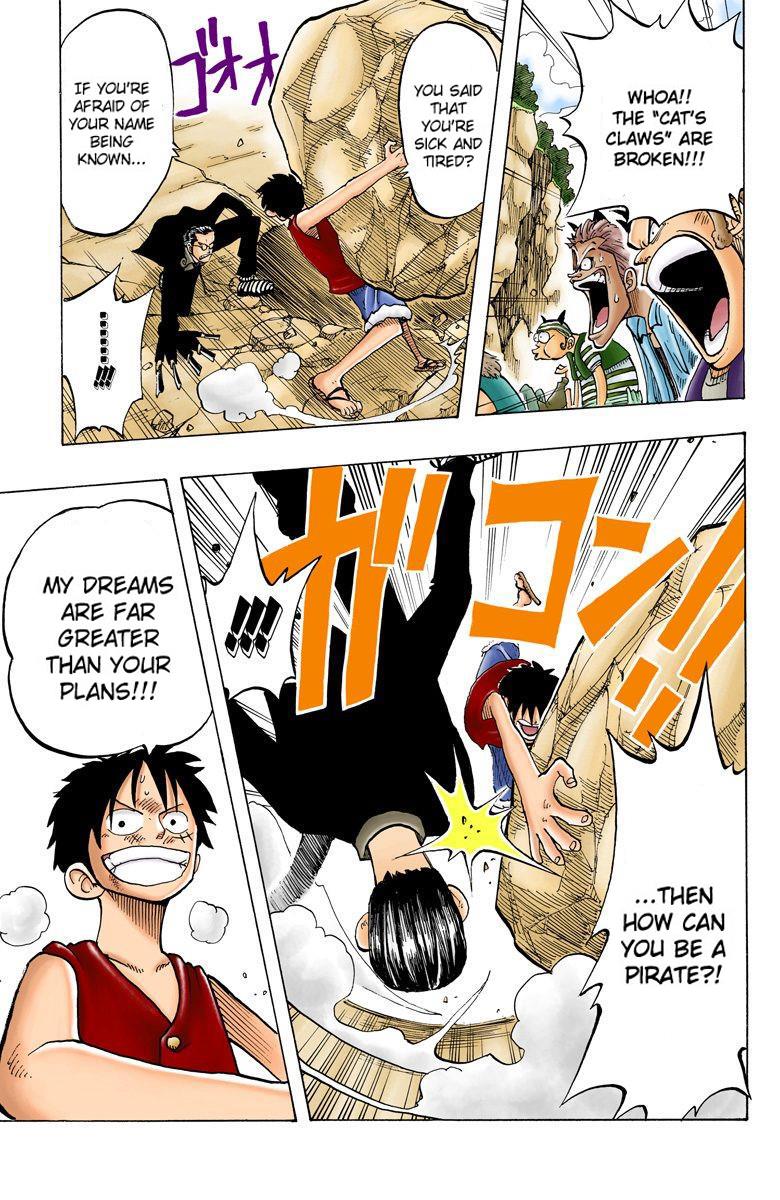 WHOA!!
THE "CAT'S
CLAWS" ARE
BROKEN!!!
YOU SAID
THAT
YOU'RE
SICK AND
TIRED?
ゴオオ
IF YOU'RE
AFRAID OF
YOUR NAME
BEING
KNOWN...
......!!!
ガコン!!
!!!
...THEN
HOW CAN
YOU BE A
PIRATE?!
MY DREAMS
ARE FAR
GREATER
THAN YOUR
PLANS!!!